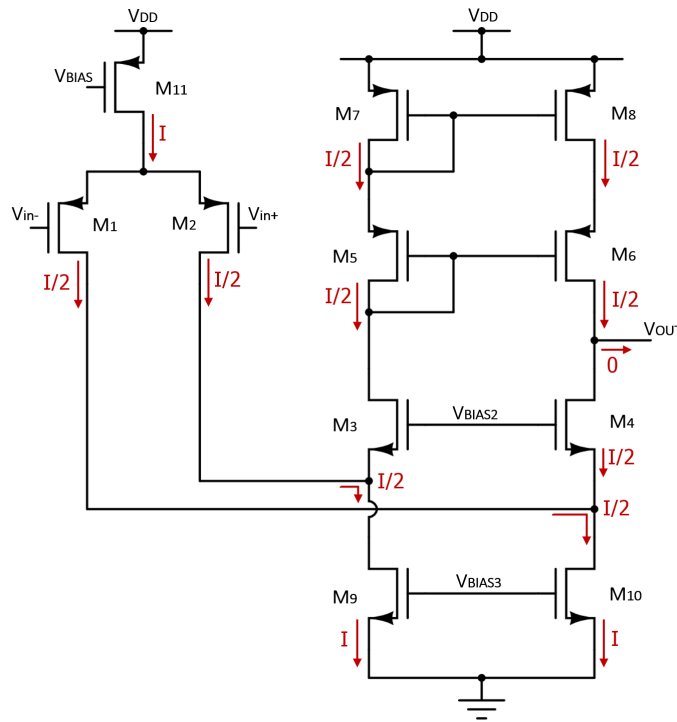 VDD
VDD
VBIAS
M11
M7
M8
I
I/2
I/2
Vin-
M1
M2
Vin+
M5
M6
I/2
I/2
I/2
I/2
VOUT
0
M3
VBIAS2
M4
I/2
I/2
I/2
M9
VBIAS3
M10
I
I